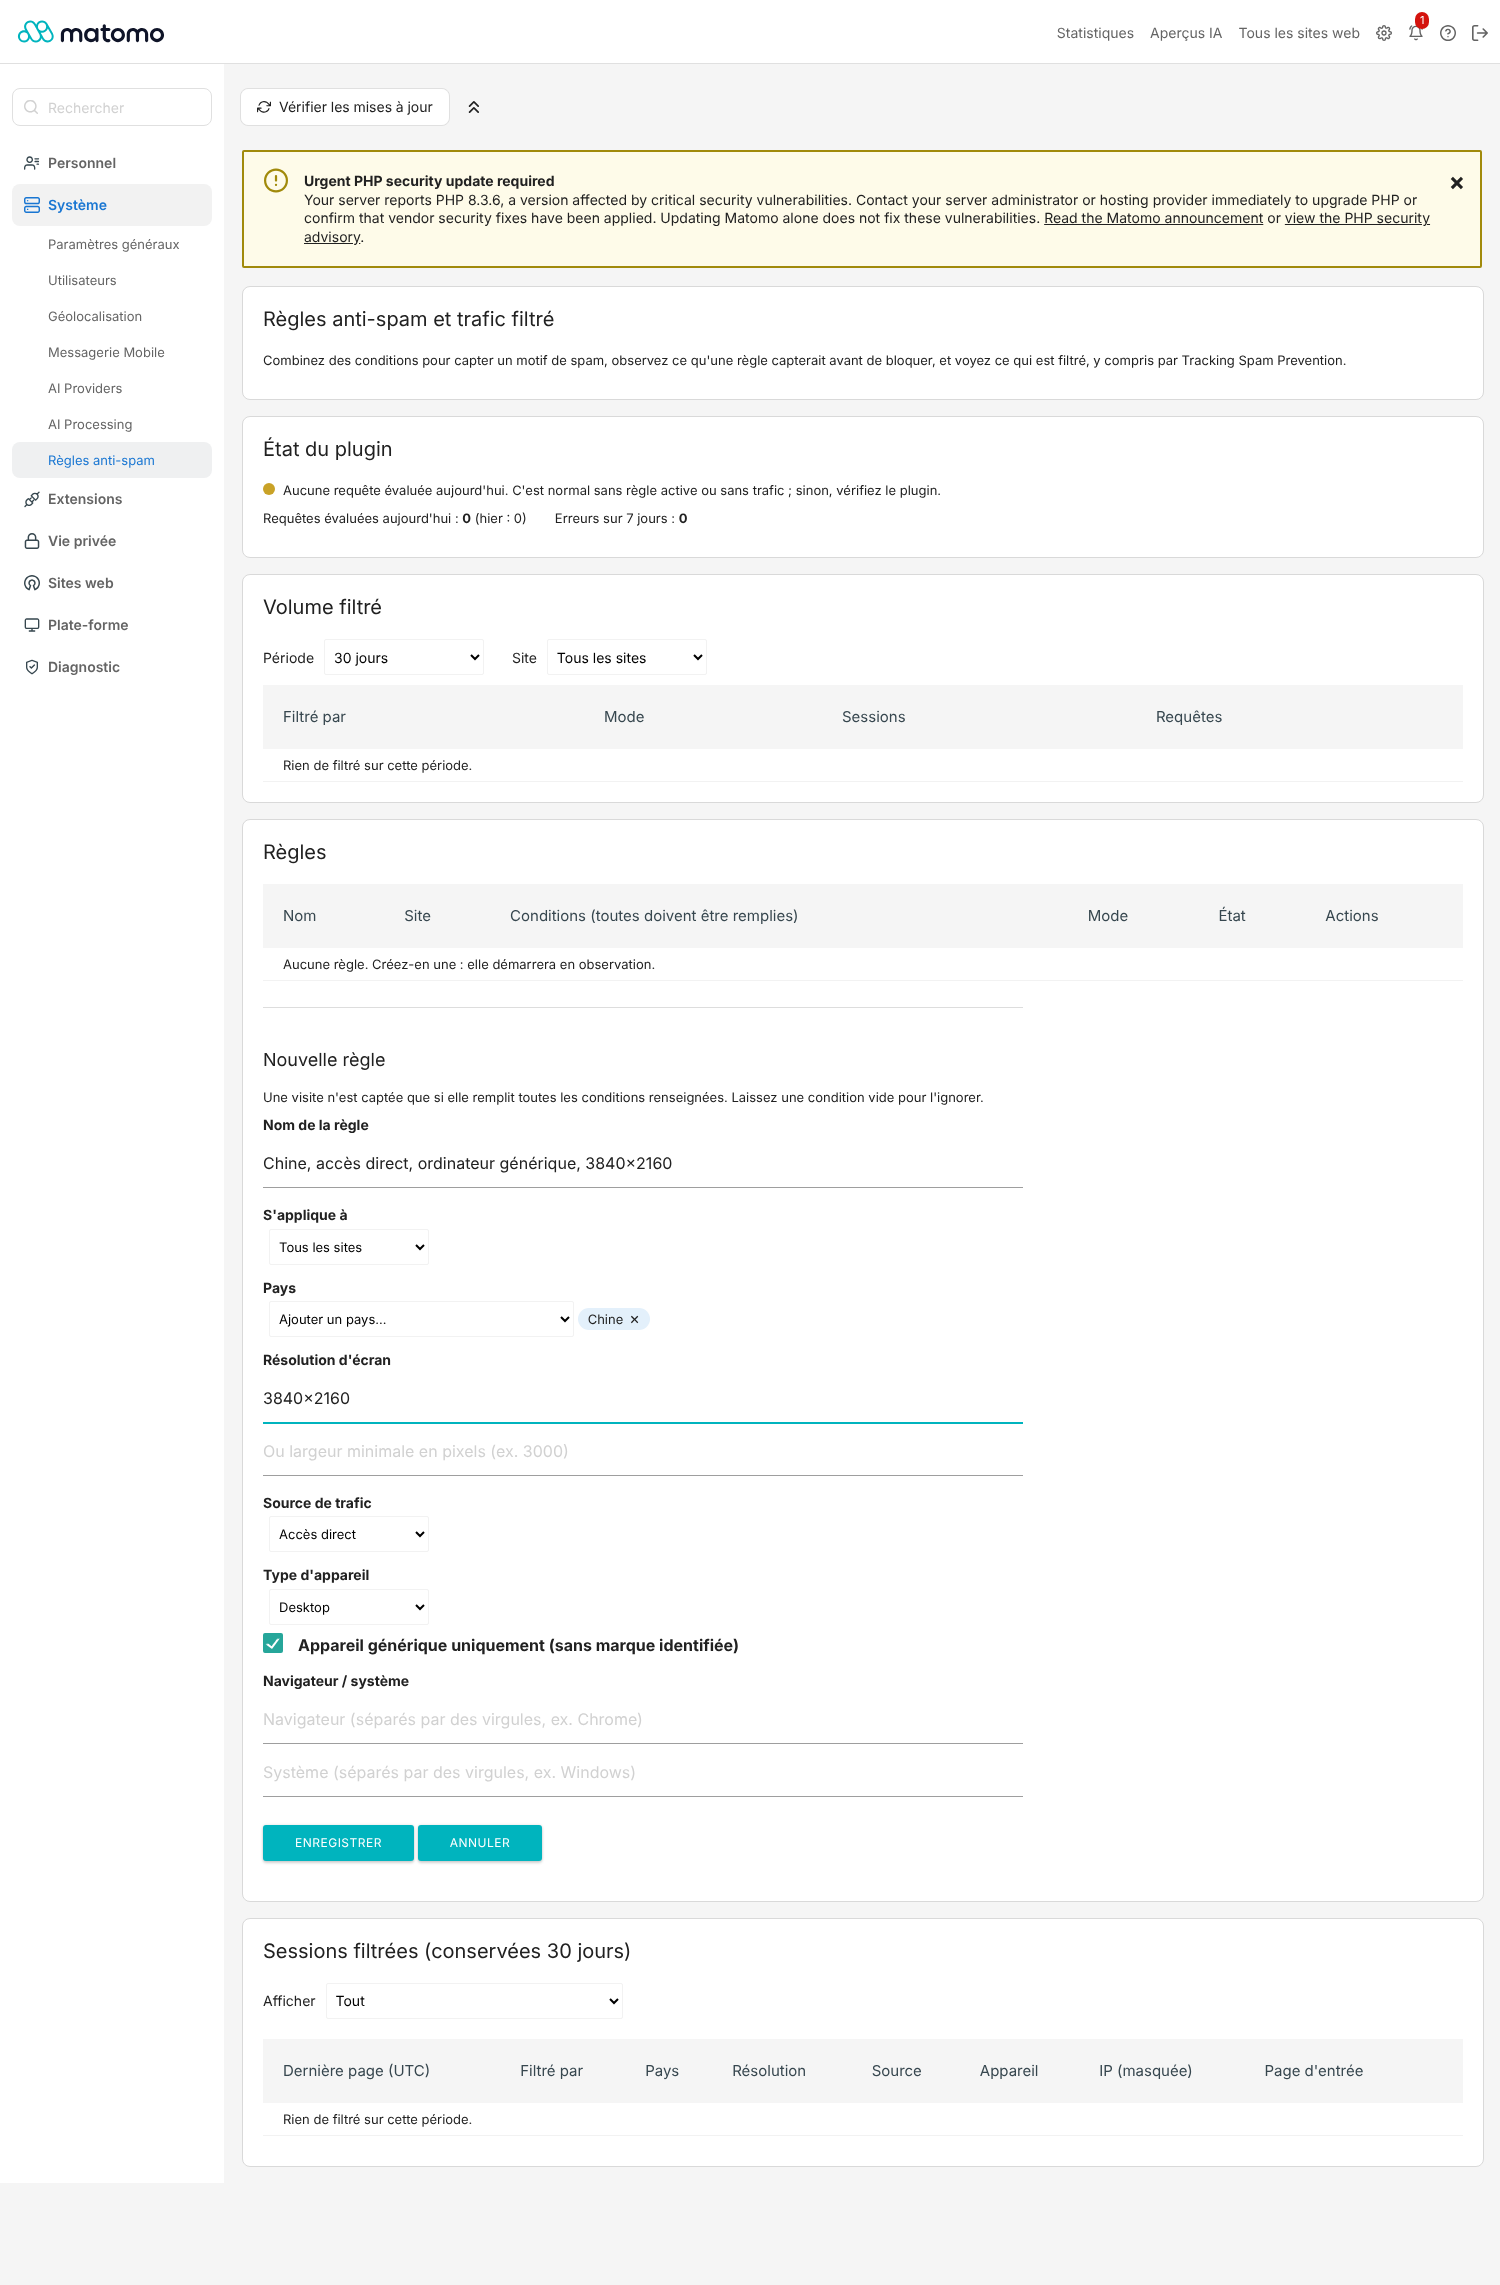 matomo
Statistiques Aperçus IA Tous les sites web 1
Rechercher
Vérifier les mises à jour
Personnel
Système
Paramètres généraux
Utilisateurs
Géolocalisation
Messagerie Mobile
AI Providers
AI Processing
Règles anti-spam
Extensions
Vie privée
Sites web
Plate-forme
Diagnostic
Urgent PHP security update required
Your server reports PHP 8.3.6, a version affected by critical security vulnerabilities. Contact your server administrator or hosting provider immediately to upgrade PHP or
confirm that vendor security fixes have been applied. Updating Matomo alone does not fix these vulnerabilities. Read the Matomo announcement or view the PHP security
advisory.
Règles anti-spam et trafic filtré
Combinez des conditions pour capter un motif de spam, observez ce qu'une règle capterait avant de bloquer, et voyez ce qui est filtré, y compris par Tracking Spam Prevention.
État du plugin
Aucune requête évaluée aujourd'hui. C'est normal sans règle active ou sans trafic ; sinon, vérifiez le plugin.
Requêtes évaluées aujourd'hui : 0 (hier : 0) Erreurs sur 7 jours : 0
Volume filtré
Période 30 jours Site Tous les sites
Filtré par Mode Sessions Requêtes
Rien de filtré sur cette période.
Règles
Nom Site Conditions (toutes doivent être remplies) Mode État Actions
Aucune règle. Créez-en une : elle démarrera en observation.
Nouvelle règle
Une visite n'est captée que si elle remplit toutes les conditions renseignées. Laissez une condition vide pour l'ignorer.
Nom de la règle
Chine, accès direct, ordinateur générique, 3840×2160
S'applique à
Tous les sites
Pays
Ajouter un pays... Chine ✕
Résolution d'écran
3840×2160
Ou largeur minimale en pixels (ex. 3000)
Source de trafic
Accès direct
Type d'appareil
Desktop
Appareil générique uniquement (sans marque identifiée)
Navigateur / système
Navigateur (séparés par des virgules, ex. Chrome)
Système (séparés par des virgules, ex. Windows)
ENREGISTRER ANNULER
Sessions filtrées (conservées 30 jours)
Afficher Tout
Dernière page (UTC) Filtré par Pays Résolution Source Appareil IP (masquée) Page d'entrée
Rien de filtré sur cette période.